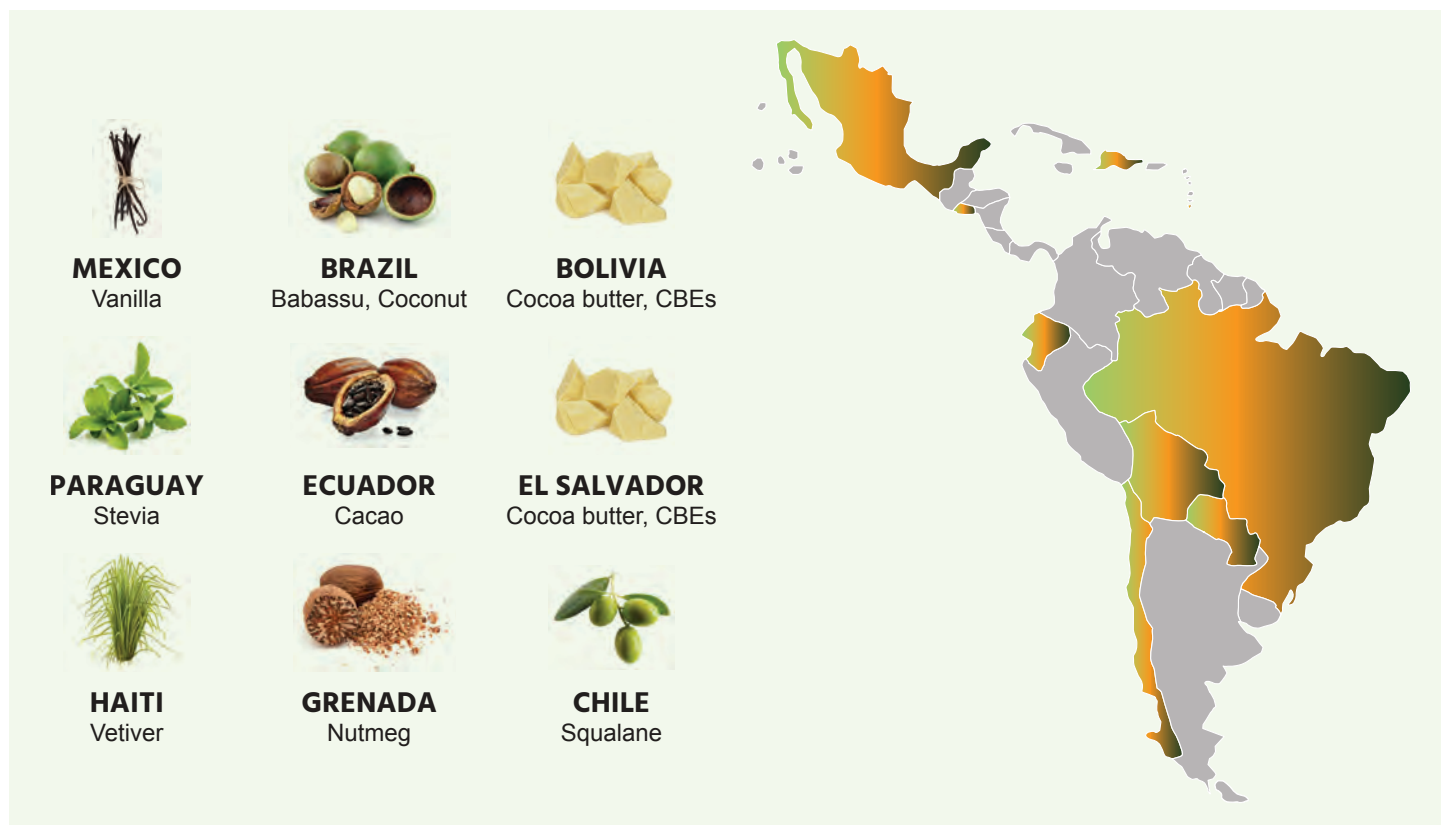 MEXICO
Vanilla
BRAZIL
Babassu, Coconut
BOLIVIA
Cocoa butter, CBEs
PARAGUAY
Stevia
ECUADOR
Cacao
EL SALVADOR
Cocoa butter, CBEs
HAITI
Vetiver
GRENADA
Nutmeg
CHILE
Squalane